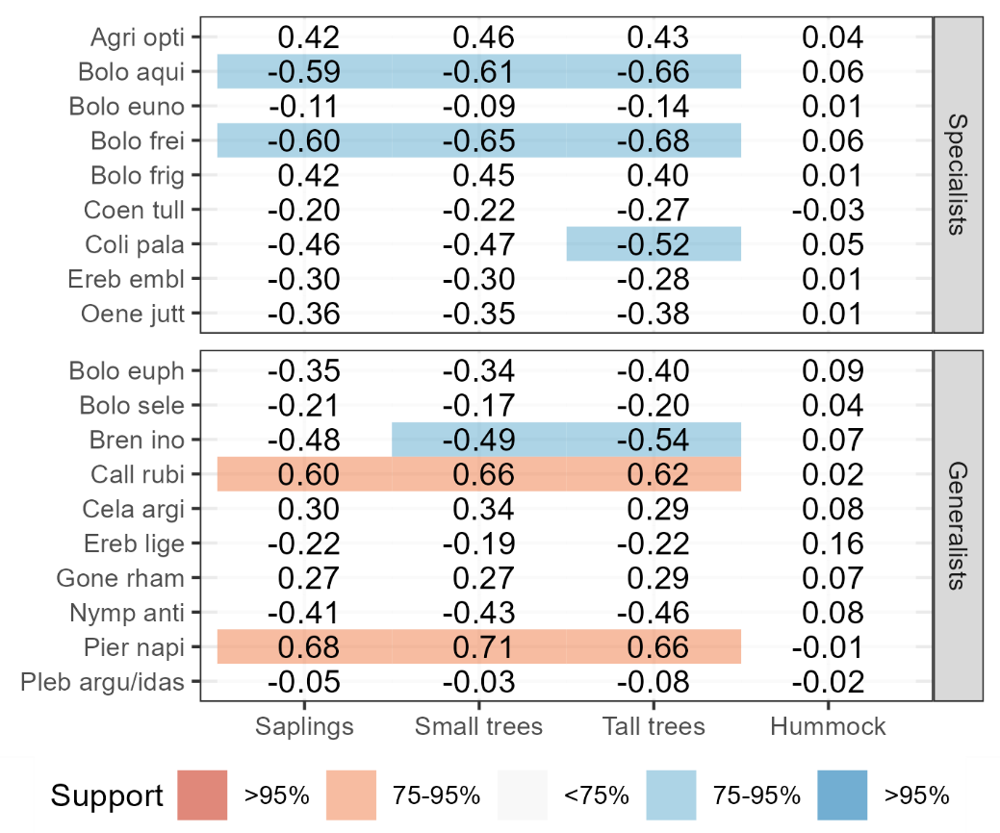 Agri opti 0.42 0.46 0.43 0.04
Bolo aqui -0.59 -0.61 -0.66 0.06
Bolo euno -0.11 -0.09 -0.14 0.01
Bolo frei -0.60 -0.65 -0.68 0.06
Bolo frig 0.42 0.45 0.40 0.01
Coen tull -0.20 -0.22 -0.27 -0.03
Coli pala -0.46 -0.47 -0.52 0.05
Ereb embl -0.30 -0.30 -0.28 0.01
Oene jutt -0.36 -0.35 -0.38 0.01
Specialists
Bolo euph -0.35 -0.34 -0.40 0.09
Bolo sele -0.21 -0.17 -0.20 0.04
Bren ino -0.48 -0.49 -0.54 0.07
Call rubi 0.60 0.66 0.62 0.02
Cela argi 0.30 0.34 0.29 0.08
Ereb lige -0.22 -0.19 -0.22 0.16
Gone rham 0.27 0.27 0.29 0.07
Nymp anti -0.41 -0.43 -0.46 0.08
Pier napi 0.68 0.71 0.66 -0.01
Pleb argu/idas -0.05 -0.03 -0.08 -0.02
Generalists
Saplings Small trees Tall trees Hummock
Support >95% 75-95% <75% 75-95% >95%